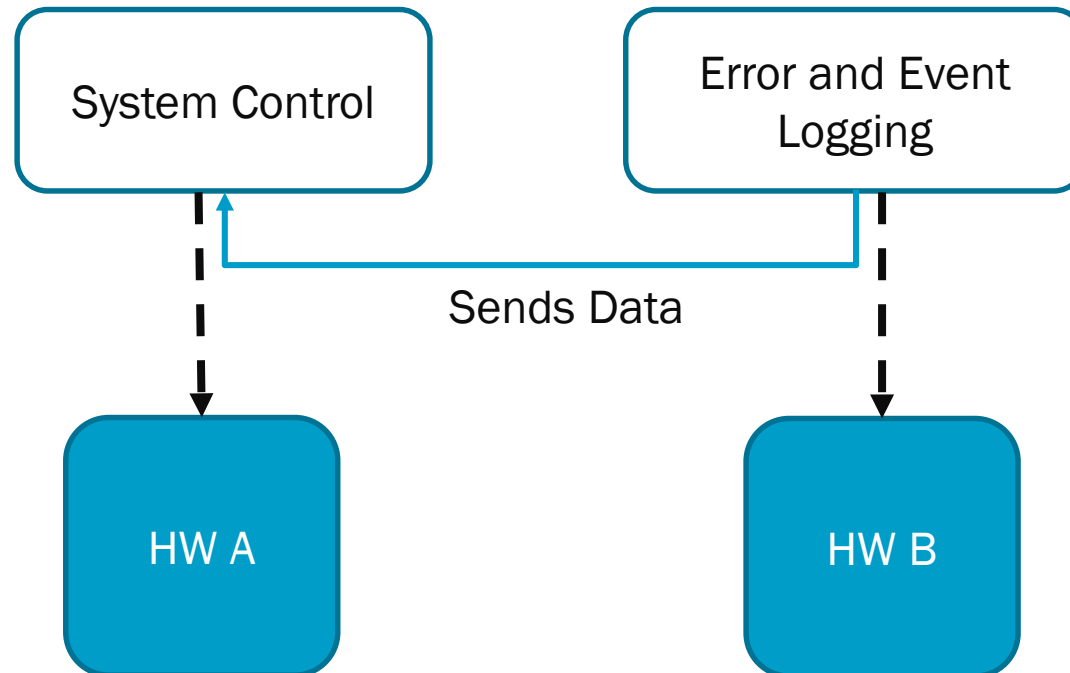 System Control
Error and Event
Logging
Sends Data
HW A
HW B